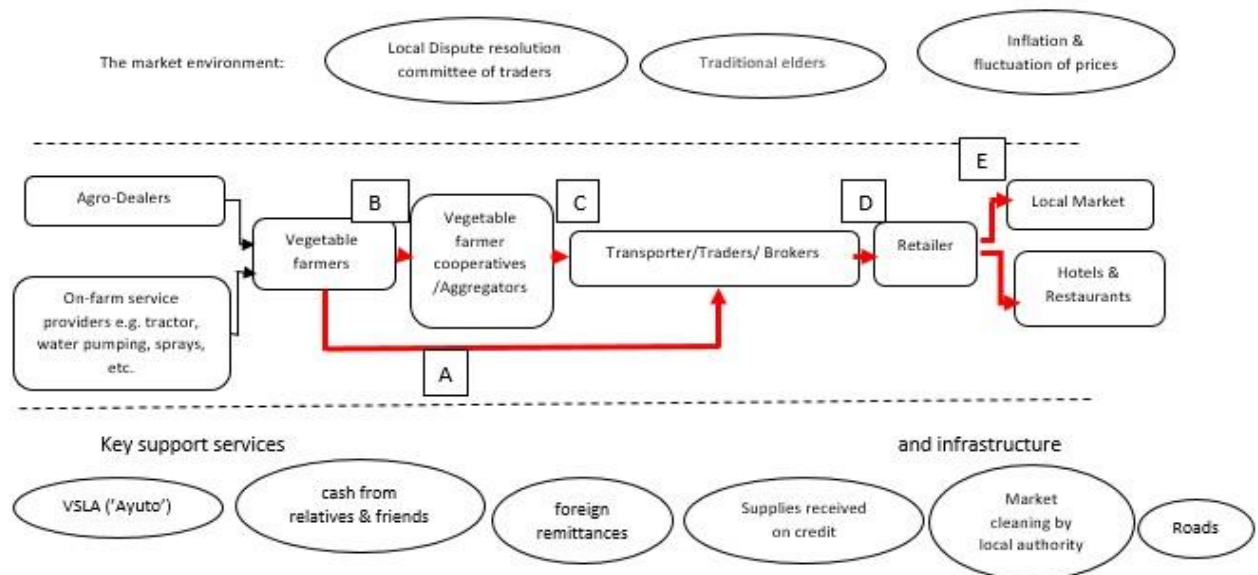 The market environment:
Local Dispute resolution
committee of traders
Traditional elders
Inflation &
fluctuation of prices
E
Agro-Dealers
B
C
D
Local Market
Vegetable
farmers
Vegetable
farmer
cooperatives
/Aggregators
Transporter/Traders/ Brokers
Retailer
Hotels &
Restaurants
On-farm service
providers e.g. tractor,
water pumping, sprays,
etc.
A
Key support services
and infrastructure
VSLA ('Ayuto')
cash from
relatives & friends
foreign
remittances
Supplies received
on credit
Market
cleaning by
local authority
Roads